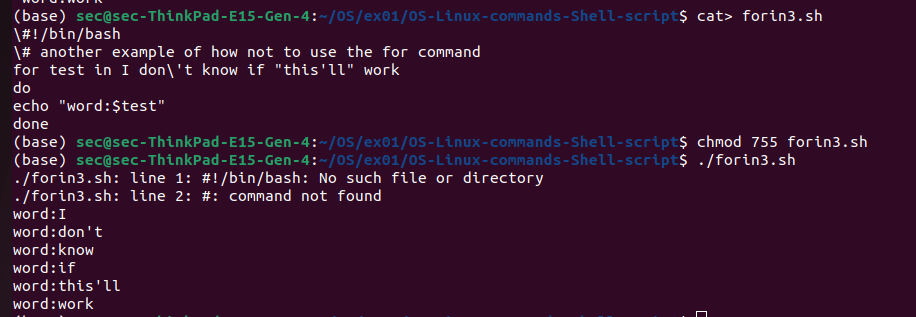 word:work
(base) sec@sec-ThinkPad-E15-Gen-4:~/OS/ex01/OS-Linux-commands-Shell-script$ cat> forin3.sh
\#!/bin/bash
\# another example of how not to use the for command
for test in I don\'t know if "this'll" work
do
echo "word:$test"
done
(base) sec@sec-ThinkPad-E15-Gen-4:~/OS/ex01/OS-Linux-commands-Shell-script$ chmod 755 forin3.sh
(base) sec@sec-ThinkPad-E15-Gen-4:~/OS/ex01/OS-Linux-commands-Shell-script$ ./forin3.sh
./forin3.sh: line 1: #!/bin/bash: No such file or directory
./forin3.sh: line 2: #: command not found
word:I
word:don't
word:know
word:if
word:this'll
word:work